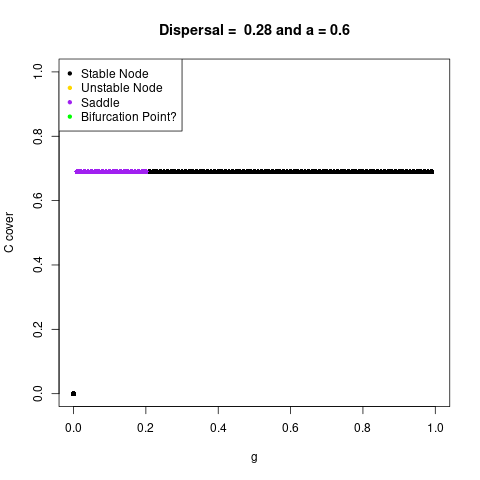 Dispersal =  0.28 and a = 0.6
Stable Node
Unstable Node
Saddle
Bifurcation Point?
C cover
1.0
0.8
0.6
0.4
0.2
0.0
0.0 0.2 0.4 0.6 0.8 1.0
g